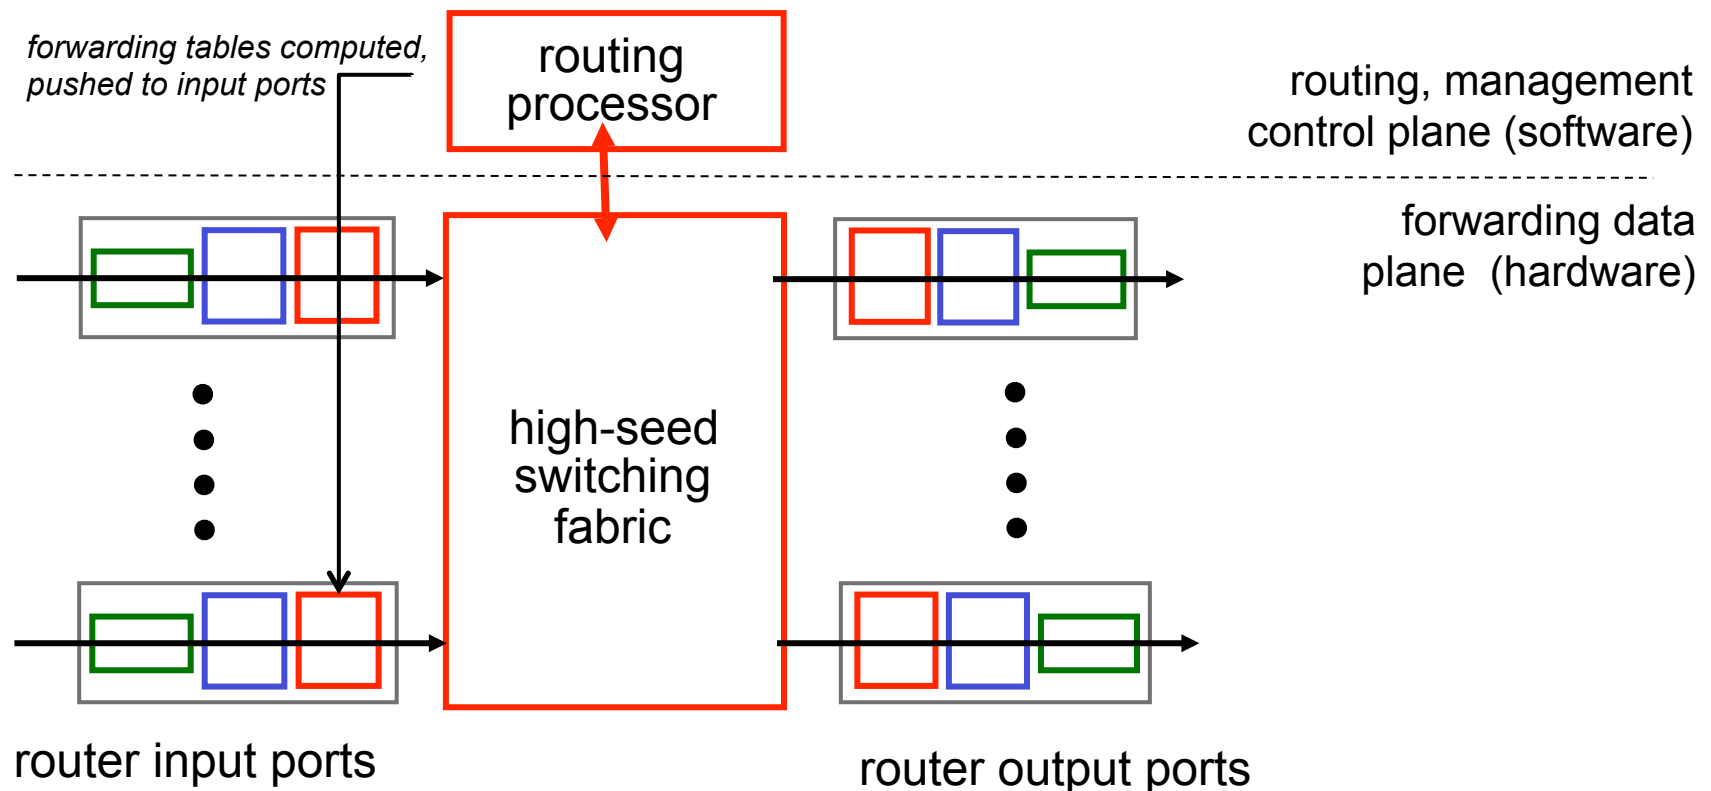 forwarding tables computed,
pushed to input ports
routing
processor
routing, management
control plane (software)
forwarding data
plane (hardware)
high-seed
switching
fabric
router input ports
router output ports